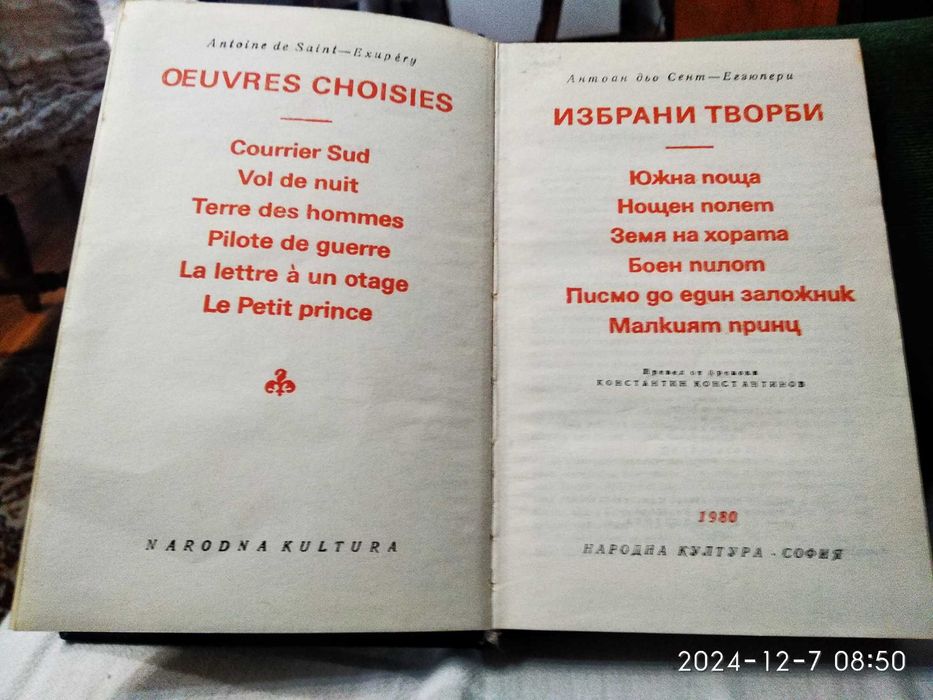 Antoine de Saint—Exupéry
OEUVRES CHOISIES
Courrier Sud
Vol de nuit
Terre des hommes
Pilote de guerre
La lettre à un otage
Le Petit prince
NARODNA KULTURA
Антоан дьо Сент—Егзюпери
ИЗБРАНИ ТВОРБИ
Южна поща
Нощен полет
Земя на хората
Боен пилот
Писмо до един заложник
Малкият принц
Превел от френски
КОНСТАНТИН КОНСТАНТИНОВ
1980
НАРОДНА КУЛТУРА - СОФИЯ
2024-12-7 08:50